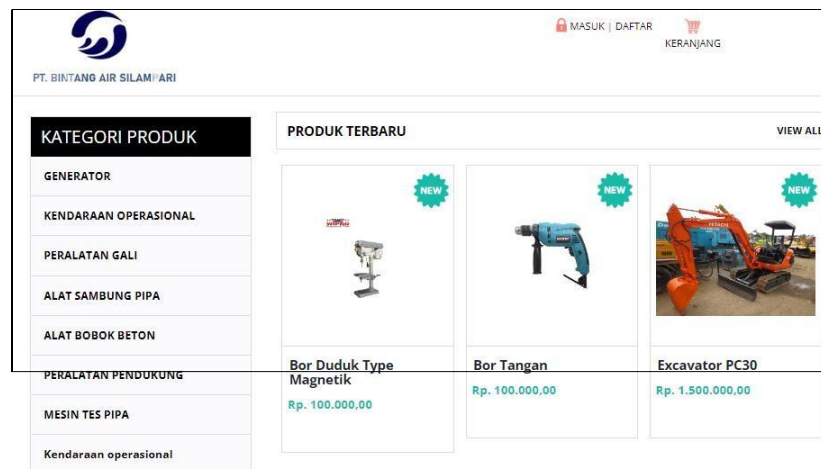 MASUK | DAFTAR
KERANJANG
PT. BINTANG AIR SILAMPARI
KATEGORI PRODUK
GENERATOR
KENDARAAN OPERASIONAL
PERALATAN GALI
ALAT SAMBUNG PIPA
ALAT BOBOK BETON
PERALATAN PENDUKUNG
MESIN TES PIPA
Kendaraan operasional
PRODUK TERBARU
VIEW ALL
NEW
WIPRO
Bor Duduk Type
Magnetik
Rp. 100.000,00
NEW
Bor Tangan
Rp. 100.000,00
NEW
HITACHI
Excavator PC30
Rp. 1.500.000,00